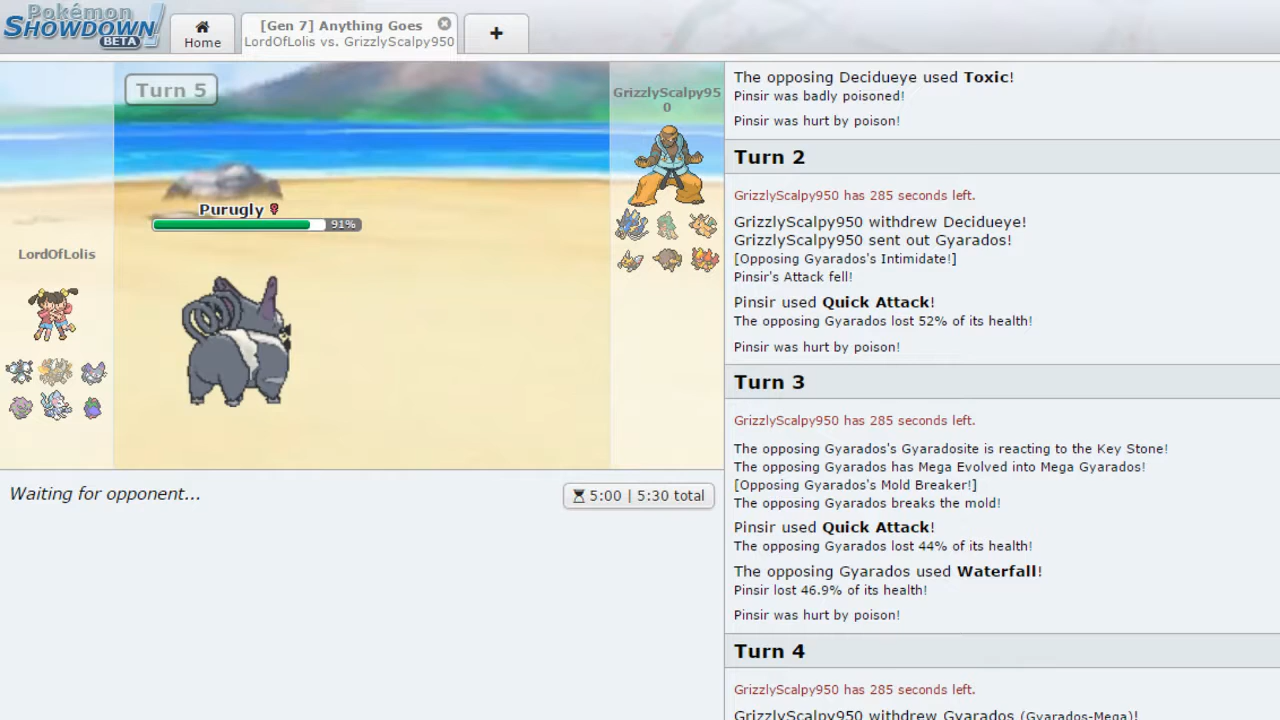 Pokémon
SHOWDOWN!
BETA
Home
[Gen 7] Anything Goes
LordOfLolis vs. GrizzlyScalpy950
+
Turn 5
Purugly
91%
LordOfLolis
GrizzlyScalpy95
0
Waiting for opponent...
5:00 | 5:30 total
The opposing Decidueye used Toxic!
Pinsir was badly poisoned!
Pinsir was hurt by poison!
Turn 2
GrizzlyScalpy950 has 285 seconds left.
GrizzlyScalpy950 withdrew Decidueye!
GrizzlyScalpy950 sent out Gyarados!
[Opposing Gyarados's Intimidate!]
Pinsir's Attack fell!
Pinsir used Quick Attack!
The opposing Gyarados lost 52% of its health!
Pinsir was hurt by poison!
Turn 3
GrizzlyScalpy950 has 285 seconds left.
The opposing Gyarados's Gyaradosite is reacting to the Key Stone!
The opposing Gyarados has Mega Evolved into Mega Gyarados!
[Opposing Gyarados's Mold Breaker!]
The opposing Gyarados breaks the mold!
Pinsir used Quick Attack!
The opposing Gyarados lost 44% of its health!
The opposing Gyarados used Waterfall!
Pinsir lost 46.9% of its health!
Pinsir was hurt by poison!
Turn 4
GrizzlyScalpy950 has 285 seconds left.
GrizzlyScalpy950 withdrew Gyarados (Gyarados-Mega)!